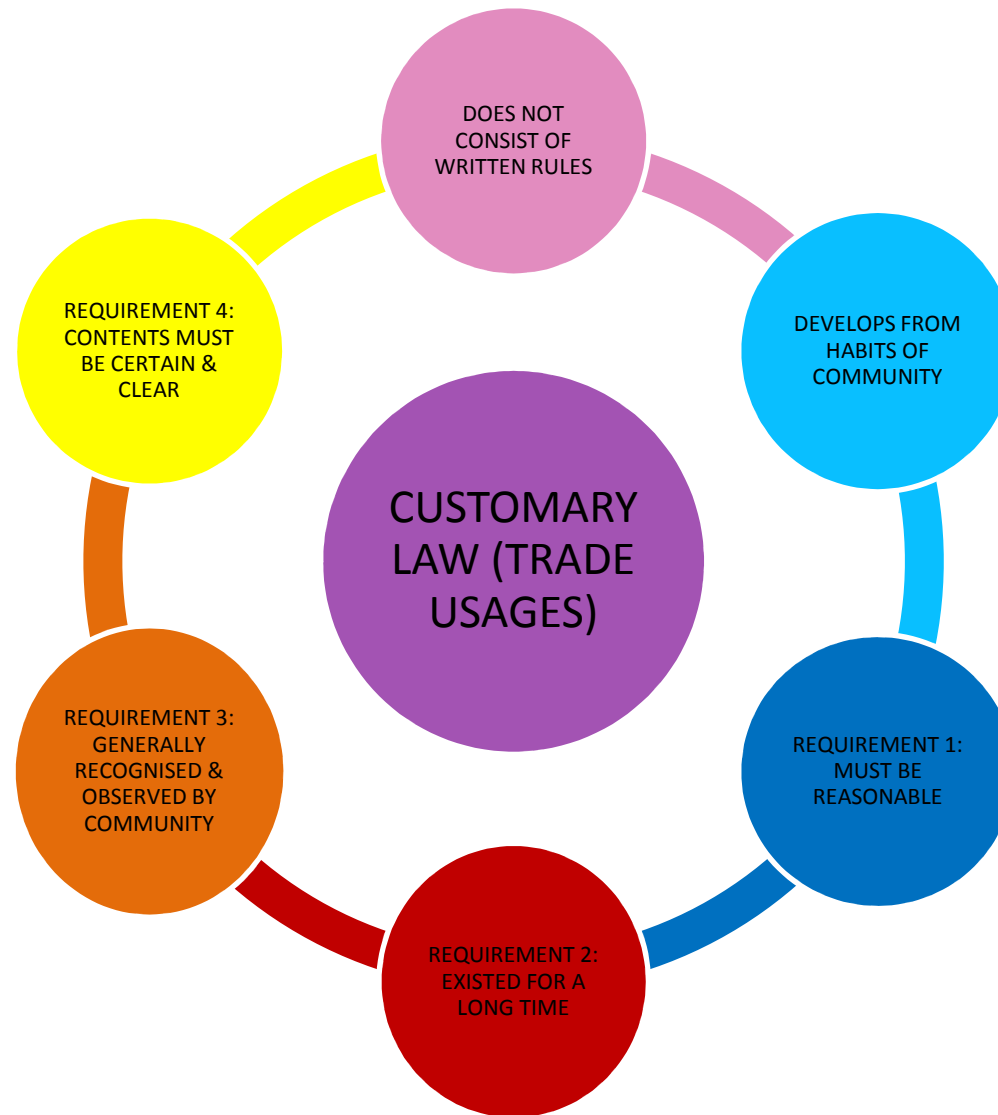 DOES NOT
CONSIST OF
WRITTEN RULES
DEVELOPS FROM
HABITS OF
COMMUNITY
REQUIREMENT 1:
MUST BE
REASONABLE
REQUIREMENT 2:
EXISTED FOR A
LONG TIME
REQUIREMENT 3:
GENERALLY
RECOGNISED &
OBSERVED BY
COMMUNITY
REQUIREMENT 4:
CONTENTS MUST
BE CERTAIN &
CLEAR
CUSTOMARY
LAW (TRADE
USAGES)